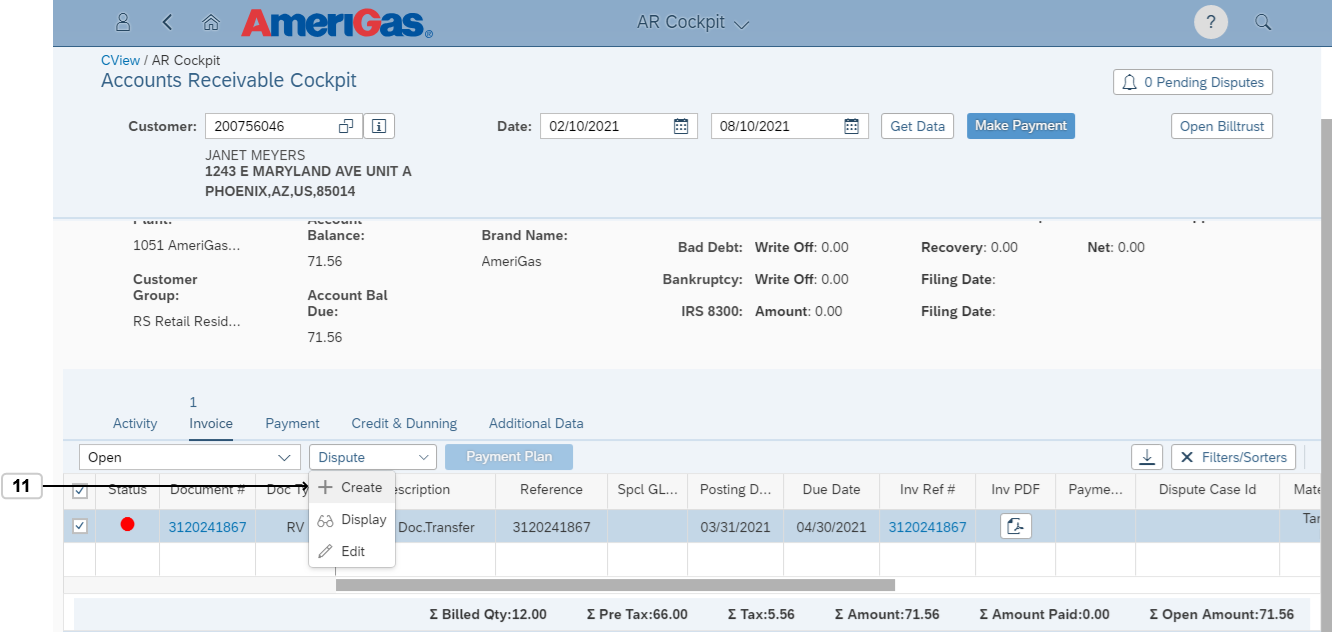 AmeriGas
AR Cockpit
?
CView / AR Cockpit
Accounts Receivable Cockpit
0 Pending Disputes
Customer: 200756046
Date: 02/10/2021 08/10/2021 Get Data Make Payment Open Billtrust
JANET MEYERS
1243 E MARYLAND AVE UNIT A
PHOENIX,AZ,US,85014
Plant:
1051 AmeriGas...
Customer
Group:
RS Retail Resid...
Account
Balance:
71.56
Account Bal
Due:
71.56
Brand Name:
AmeriGas
Bad Debt: Write Off: 0.00 Recovery: 0.00 Net: 0.00
Bankruptcy: Write Off: 0.00 Filing Date:
IRS 8300: Amount: 0.00 Filing Date:
1
Activity Invoice Payment Credit & Dunning Additional Data
Open Dispute Payment Plan Filters/Sorters
11
Create
Display
Edit
Status Document # Doc Ty escription Reference Spcl GL... Posting D... Due Date Inv Ref # Inv PDF Payme... Dispute Case Id Mate
3120241867 RV Doc.Transfer 3120241867 03/31/2021 04/30/2021 3120241867 Tar
Σ Billed Qty:12.00 Σ Pre Tax:66.00 Σ Tax:5.56 Σ Amount:71.56 Σ Amount Paid:0.00 Σ Open Amount:71.56